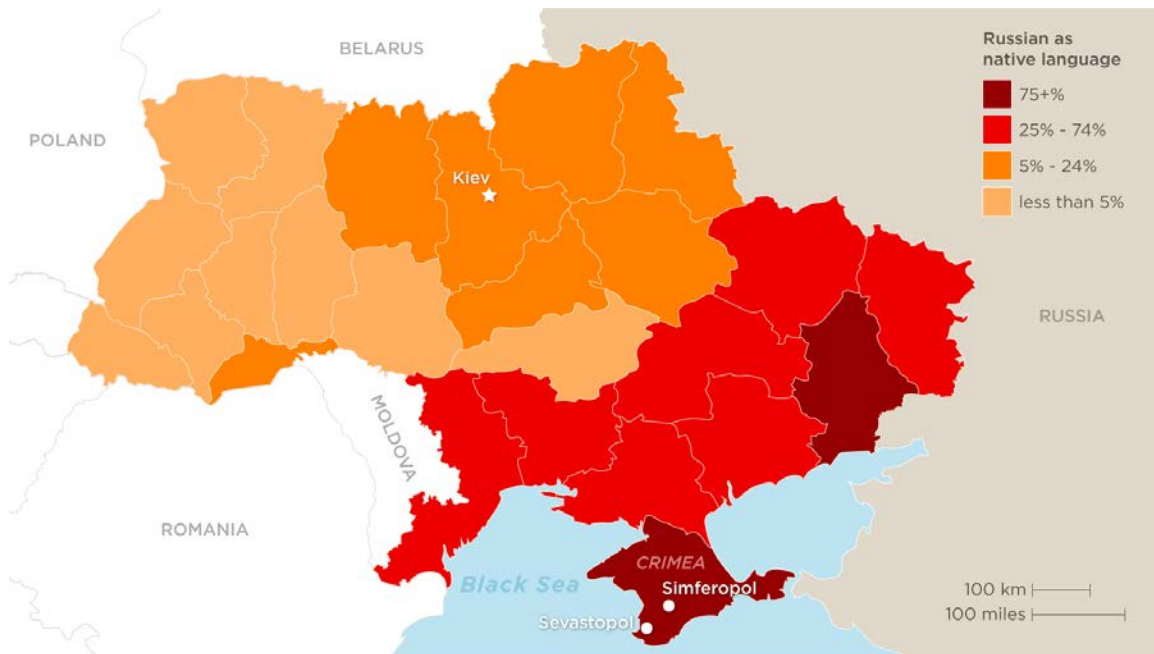 BELARUS
POLAND
Kiev
Russian as
native language
75+%
25% - 74%
5% - 24%
less than 5%
RUSSIA
MOLDOVA
ROMANIA
Black Sea
CRIMEA
Simferopol
Sevastopol
100 km
100 miles